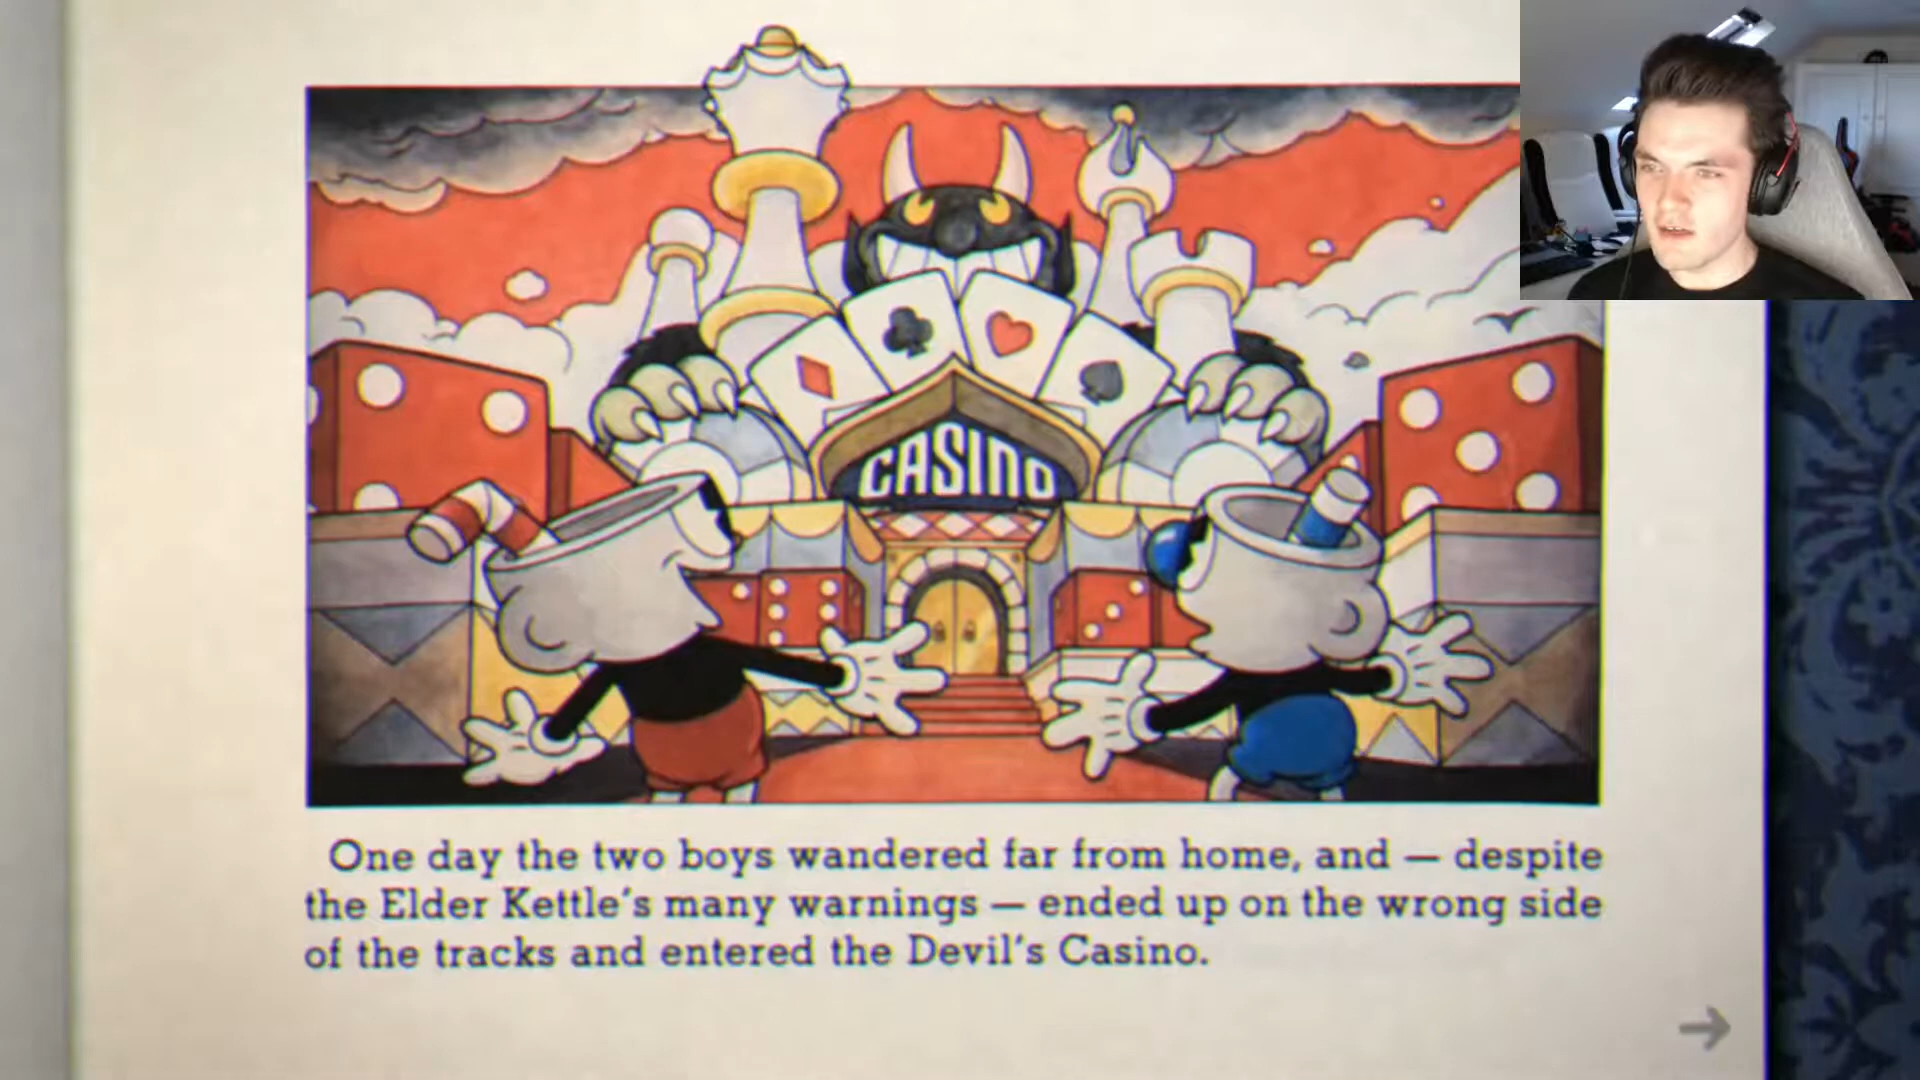 CASINO
One day the two boys wandered far from home, and — despite
the Elder Kettle's many warnings — ended up on the wrong side
of the tracks and entered the Devil's Casino.